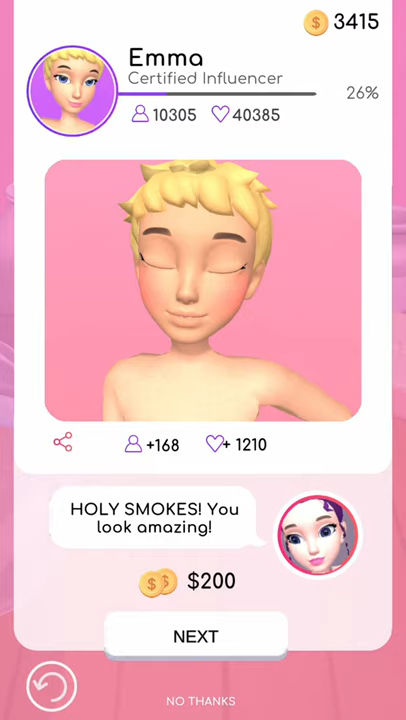 3415
Emma
Certified Influencer
26%
10305 40385
+168 + 1210
HOLY SMOKES! You
look amazing!
$200
NEXT
NO THANKS